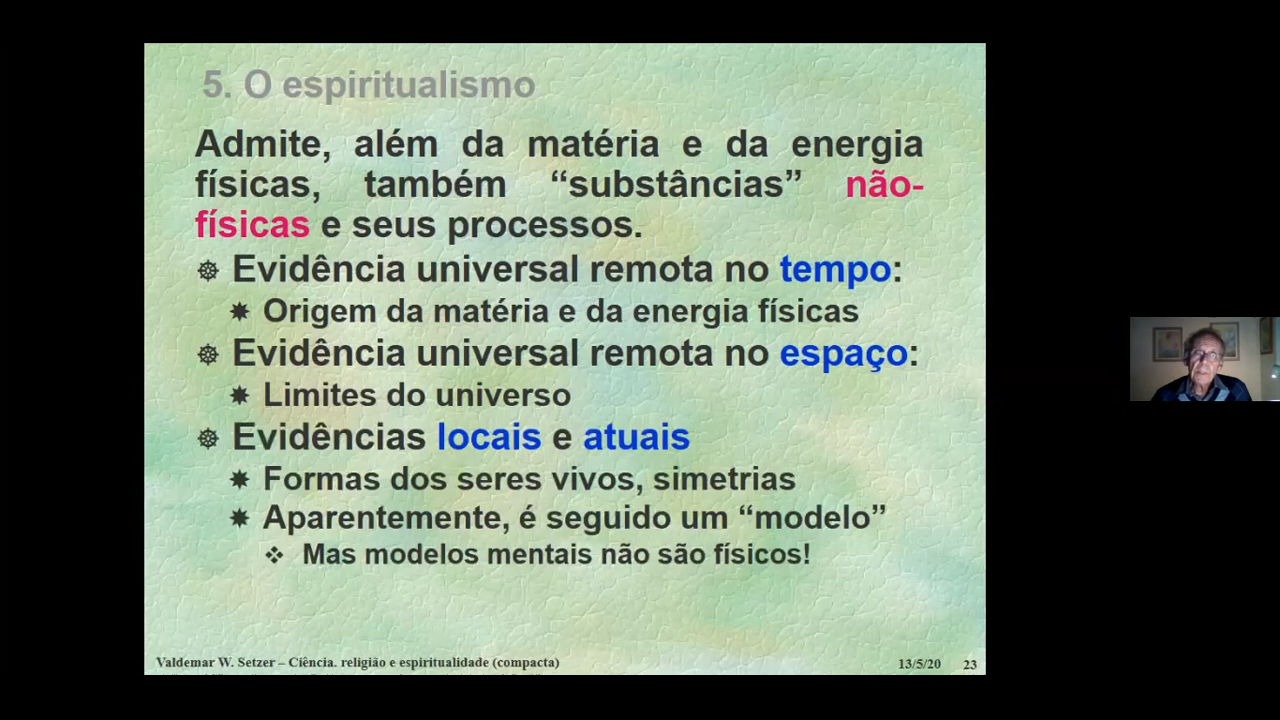 5. O espiritualismo
Admite, além da matéria e da energia
físicas, também “substâncias” não-
físicas e seus processos.
Evidência universal remota no tempo:
Origem da matéria e da energia físicas
Evidência universal remota no espaço:
Limites do universo
Evidências locais e atuais
Formas dos seres vivos, simetrias
Aparentemente, é seguido um “modelo”
Mas modelos mentais não são físicos!
Valdemar W. Setzer – Ciência. religião e espiritualidade (compacta)
13/5/20 23